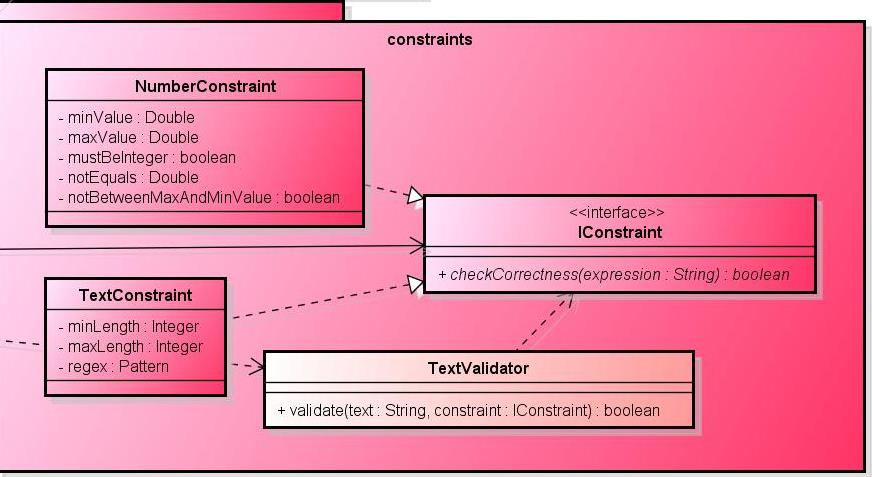 constraints
NumberConstraint
- minValue : Double
- maxValue : Double
- mustBeInteger : boolean
- notEquals : Double
- notBetweenMaxAndMinValue : boolean
<<interface>>
IConstraint
+ checkCorrectness(expression : String) : boolean
TextConstraint
- minLength : Integer
- maxLength : Integer
- regex : Pattern
TextValidator
+ validate(text : String, constraint : IConstraint) : boolean